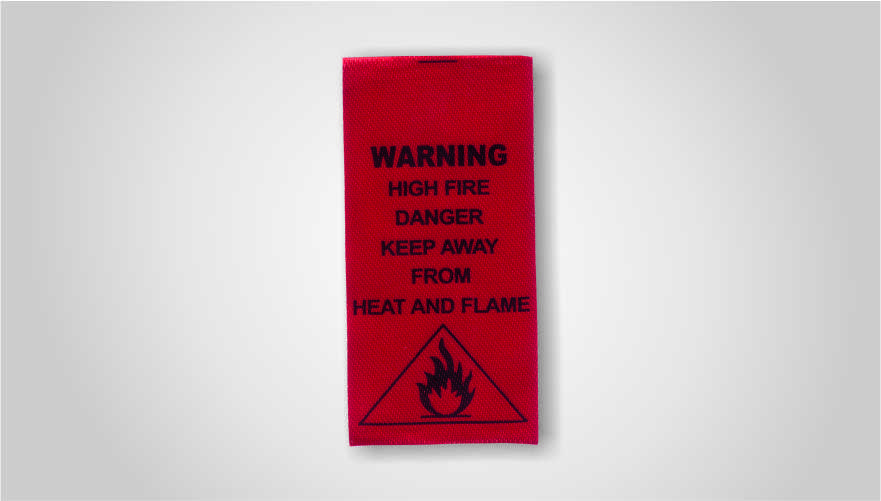 WARNING
HIGH FIRE
DANGER
KEEP AWAY
FROM
HEAT AND FLAME